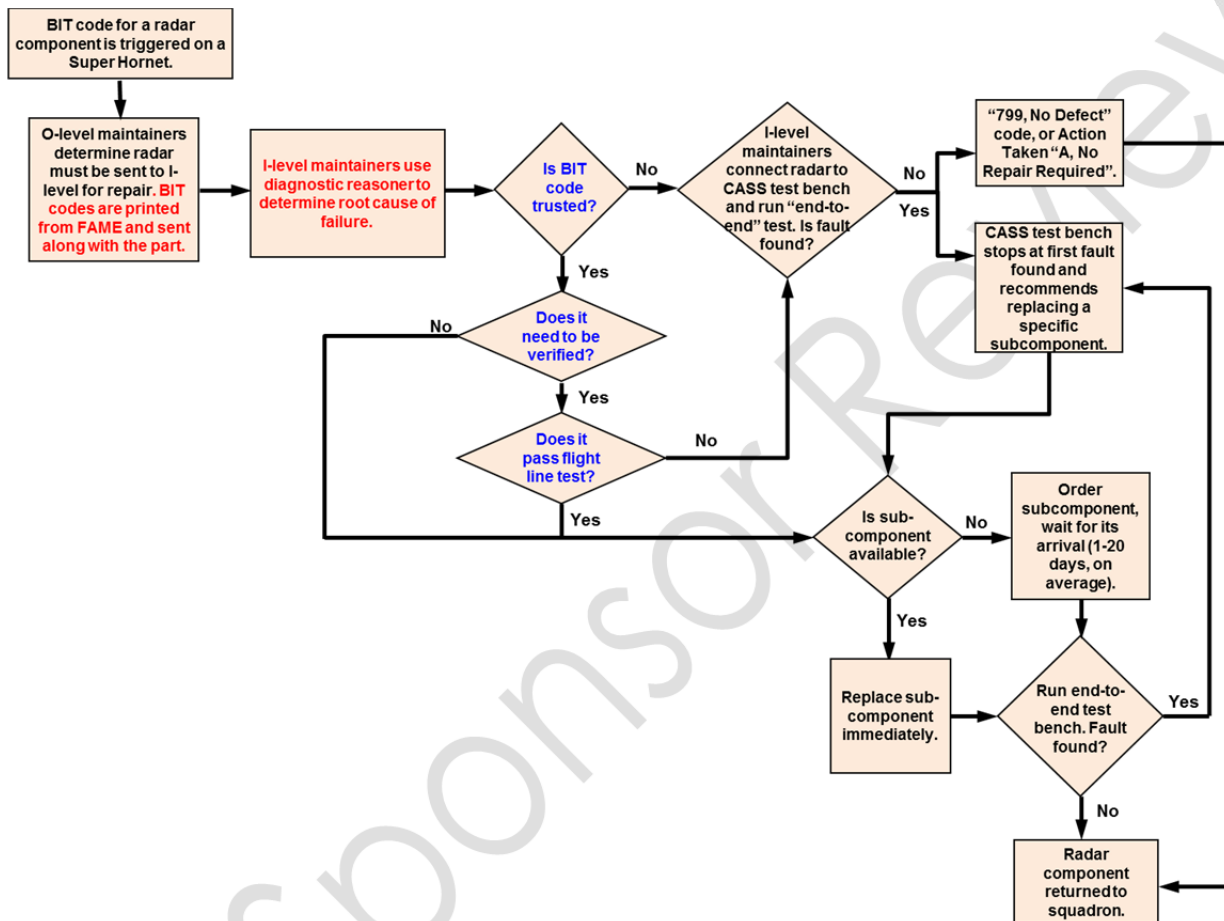 BIT code for a radar
component is triggered on a
Super Hornet.
O-level maintainers
determine radar
must be sent to I-
level for repair. BIT
codes are printed
from FAME and sent
along with the part.
I-level maintainers use
diagnostic reasoner to
determine root cause of
failure.
Is BIT
code
trusted?
No
Yes
Does it
need to be
verified?
No
Yes
Does it
pass flight
line test?
No
Yes
I-level
maintainers
connect radar to
CASS test bench
and run "end-to-
end" test. Is fault
found?
No
Yes
"799, No Defect"
code, or Action
Taken "A, No
Repair Required".
CASS test bench
stops at first fault
found and
recommends
replacing a
specific
subcomponent.
Is sub-
component
available?
No
Yes
Order
subcomponent,
wait for its
arrival (1-20
days, on
average).
Replace sub-
component
immediately.
Run end-to-
end test
bench. Fault
found?
Yes
No
Radar
component
returned to
squadron.
Sponsor Review